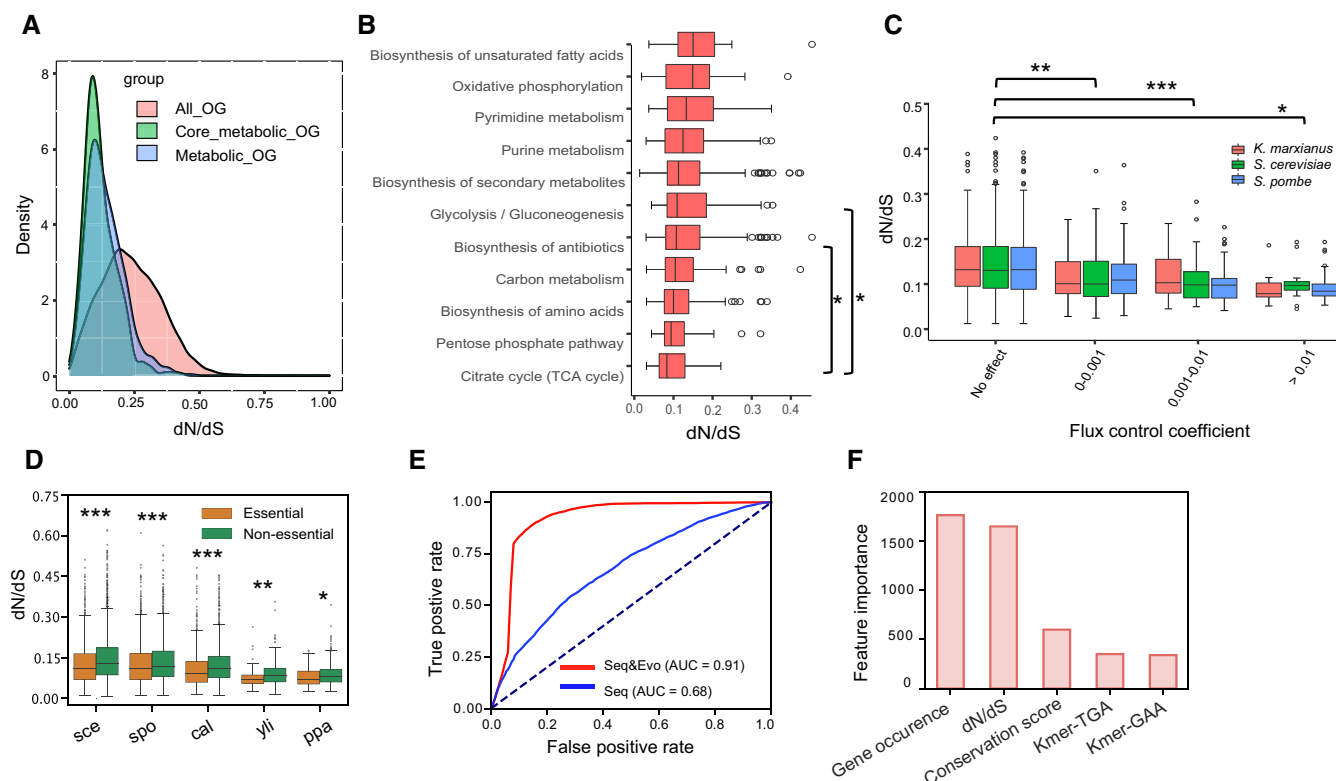 A
group
All_OG
Core_metabolic_OG
Metabolic_OG
Density
8
6
4
2
0
0.00 0.25 0.50 0.75 1.00
dN/dS
B
Biosynthesis of unsaturated fatty acids
Oxidative phosphorylation
Pyrimidine metabolism
Purine metabolism
Biosynthesis of secondary metabolites
Glycolysis / Gluconeogenesis
Biosynthesis of antibiotics
Carbon metabolism
Biosynthesis of amino acids
Pentose phosphate pathway
Citrate cycle (TCA cycle)
* *
0.0 0.1 0.2 0.3 0.4
dN/dS
C
**
***
*
K. marxianus
S. cerevisiae
S. pombe
dN/dS
0.5
0.4
0.2
0.1
0.0
No effect 0-0.001 0.001-0.01 > 0.01
Flux control coefficient
D
Essential
Non-essential
*** *** *** ** *
dN/dS
0.75
0.60
0.45
0.30
0.15
0.00
sce spo cal yli ppa
E
True postive rate
1.00
0.75
0.50
0.25
0.00
Seq&Evo (AUC = 0.91)
Seq (AUC = 0.68)
0.0 0.2 0.4 0.6 0.8 1.0
False positive rate
F
Feature importance
2000
1500
1000
500
0
Gene occurence dN/dS Conservation score Kmer-TGA Kmer-GAA